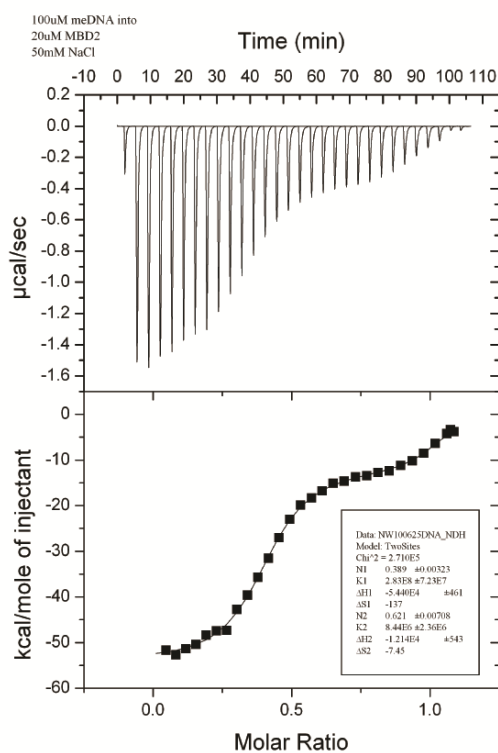 100uM meDNA into
20uM MBD2
50mM NaCl
Time (min)
-10 0 10 20 30 40 50 60 70 80 90 100 110
0.2
0.0
-0.2
-0.4
-0.6
-0.8
-1.0
-1.2
-1.4
-1.6
µcal/sec
0
-10
-20
-30
-40
-50
-60
kcal/mole of injectant
Data: NW100625DNA_NDH
Model: TwoSites
Chi^2 = 2.710E5
N1 0.389 ±0.00323
K1 2.83E8 ±7.23E7
ΔH1 -5.440E4 ±461
ΔS1 -137
N2 0.621 ±0.00708
K2 8.44E6 ±2.36E6
ΔH2 -1.214E4 ±543
ΔS2 -7.45
0.0 0.5 1.0
Molar Ratio